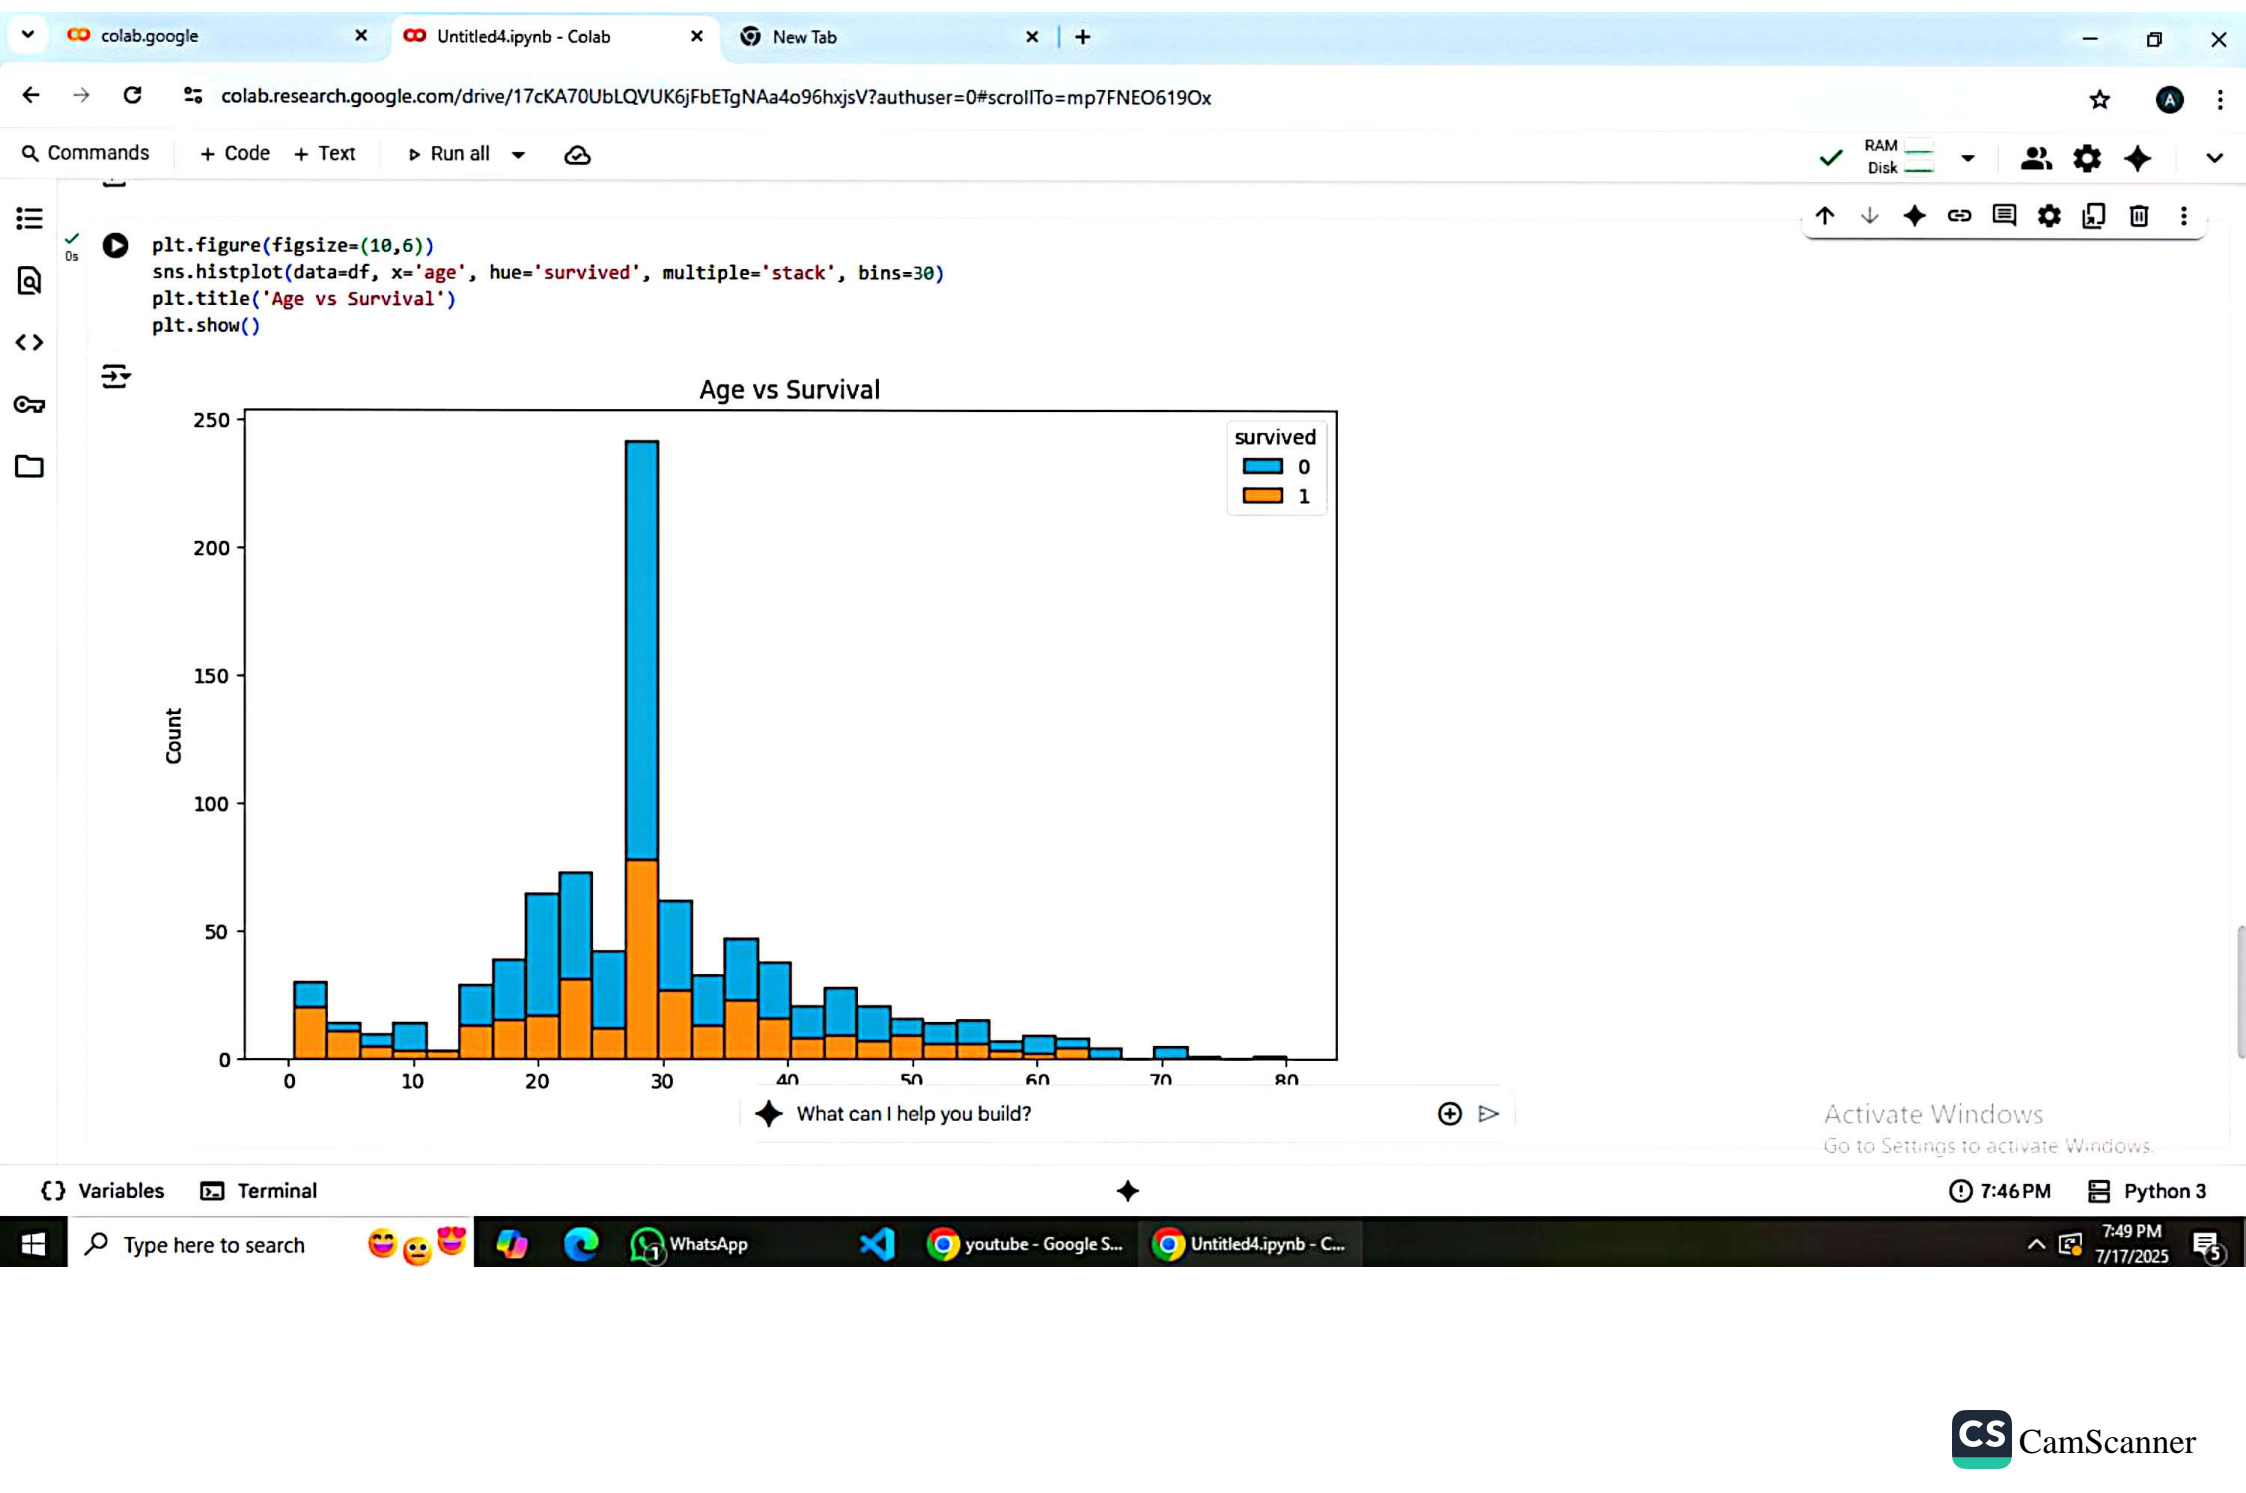 colab.google
Untitled4.ipynb - Colab
New Tab
colab.research.google.com/drive/17cKA70UbLQVUK6jFbETgNAa4o96hxjsV?authuser=0#scrollTo=mp7FNEO619Ox
Commands + Code + Text Run all
RAM
Disk
0s
plt.figure(figsize=(10,6))
sns.histplot(data=df, x='age', hue='survived', multiple='stack', bins=30)
plt.title('Age vs Survival')
plt.show()
Age vs Survival
survived
0
1
250
200
150
100
50
0
Count
0 10 20 30 40 50 60 70 80
What can I help you build?
Activate Windows
Go to Settings to activate Windows.
{} Variables Terminal
7:46 PM Python 3
Type here to search
1
WhatsApp
youtube - Google S...
Untitled4.ipynb - C...
7:49 PM
7/17/2025
5
CS CamScanner